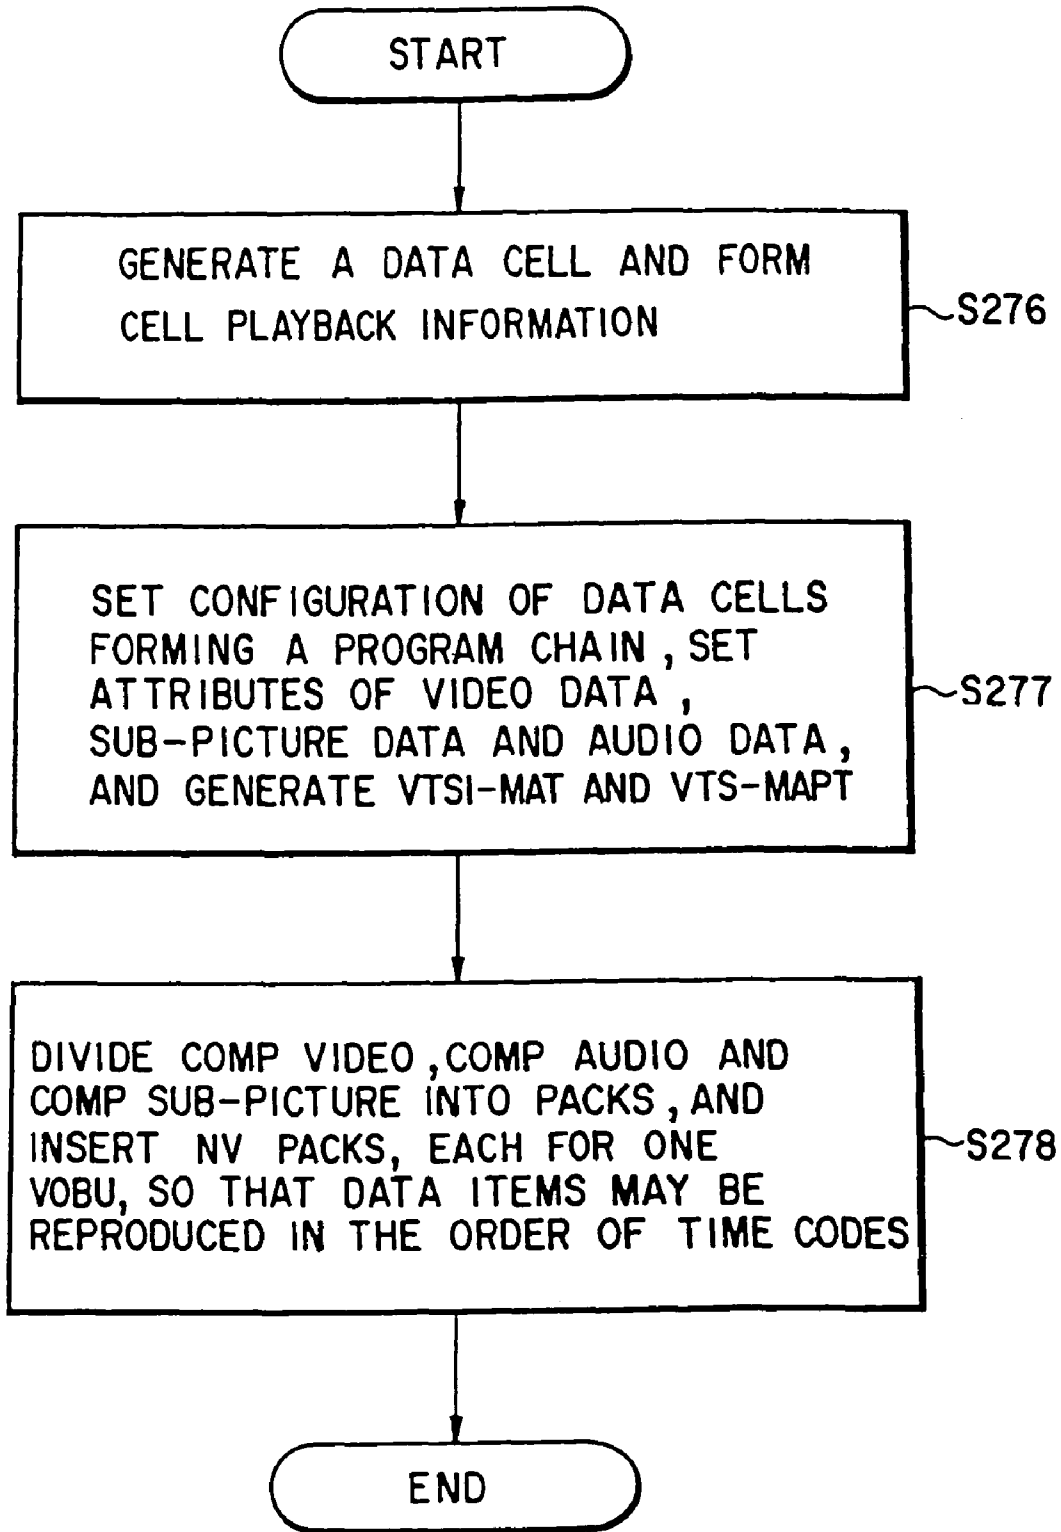 START
GENERATE A DATA CELL AND FORM
CELL PLAYBACK INFORMATION
S276
SET CONFIGURATION OF DATA CELLS
FORMING A PROGRAM CHAIN, SET
ATTRIBUTES OF VIDEO DATA,
SUB-PICTURE DATA AND AUDIO DATA,
AND GENERATE VTSI-MAT AND VTS-MAPT
S277
DIVIDE COMP VIDEO, COMP AUDIO AND
COMP SUB-PICTURE INTO PACKS, AND
INSERT NV PACKS, EACH FOR ONE
VOBU, SO THAT DATA ITEMS MAY BE
REPRODUCED IN THE ORDER OF TIME CODES
S278
END